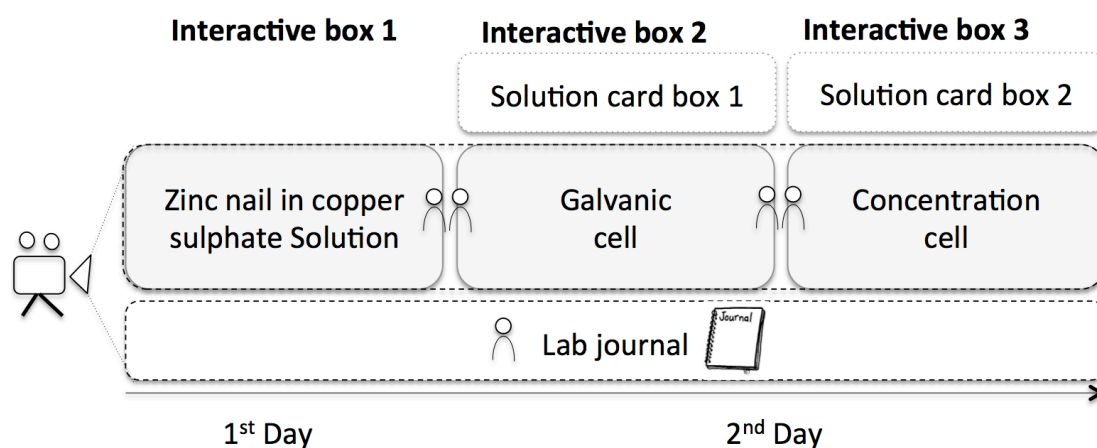 Interactive box 1
Interactive box 2
Interactive box 3
Solution card box 1
Solution card box 2
Zinc nail in copper
sulphate Solution
Galvanic
cell
Concentration
cell
Lab journal
Journal
1st Day
2nd Day